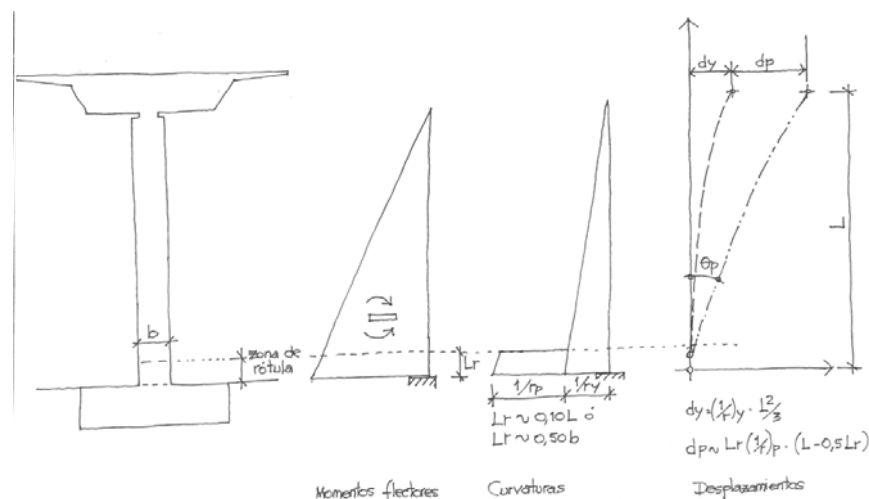 b
zona de
rótula
Lr
1/rp
1/ry
Lr ~ 0,10L ó
Lr ~ 0,50b
dy
dp
L
θp
dy = (1/r)y · L²/3
dp ~ Lr (1/r)p · (L-0,5Lr)
Momentos flectores
Curvaturas
Desplazamientos